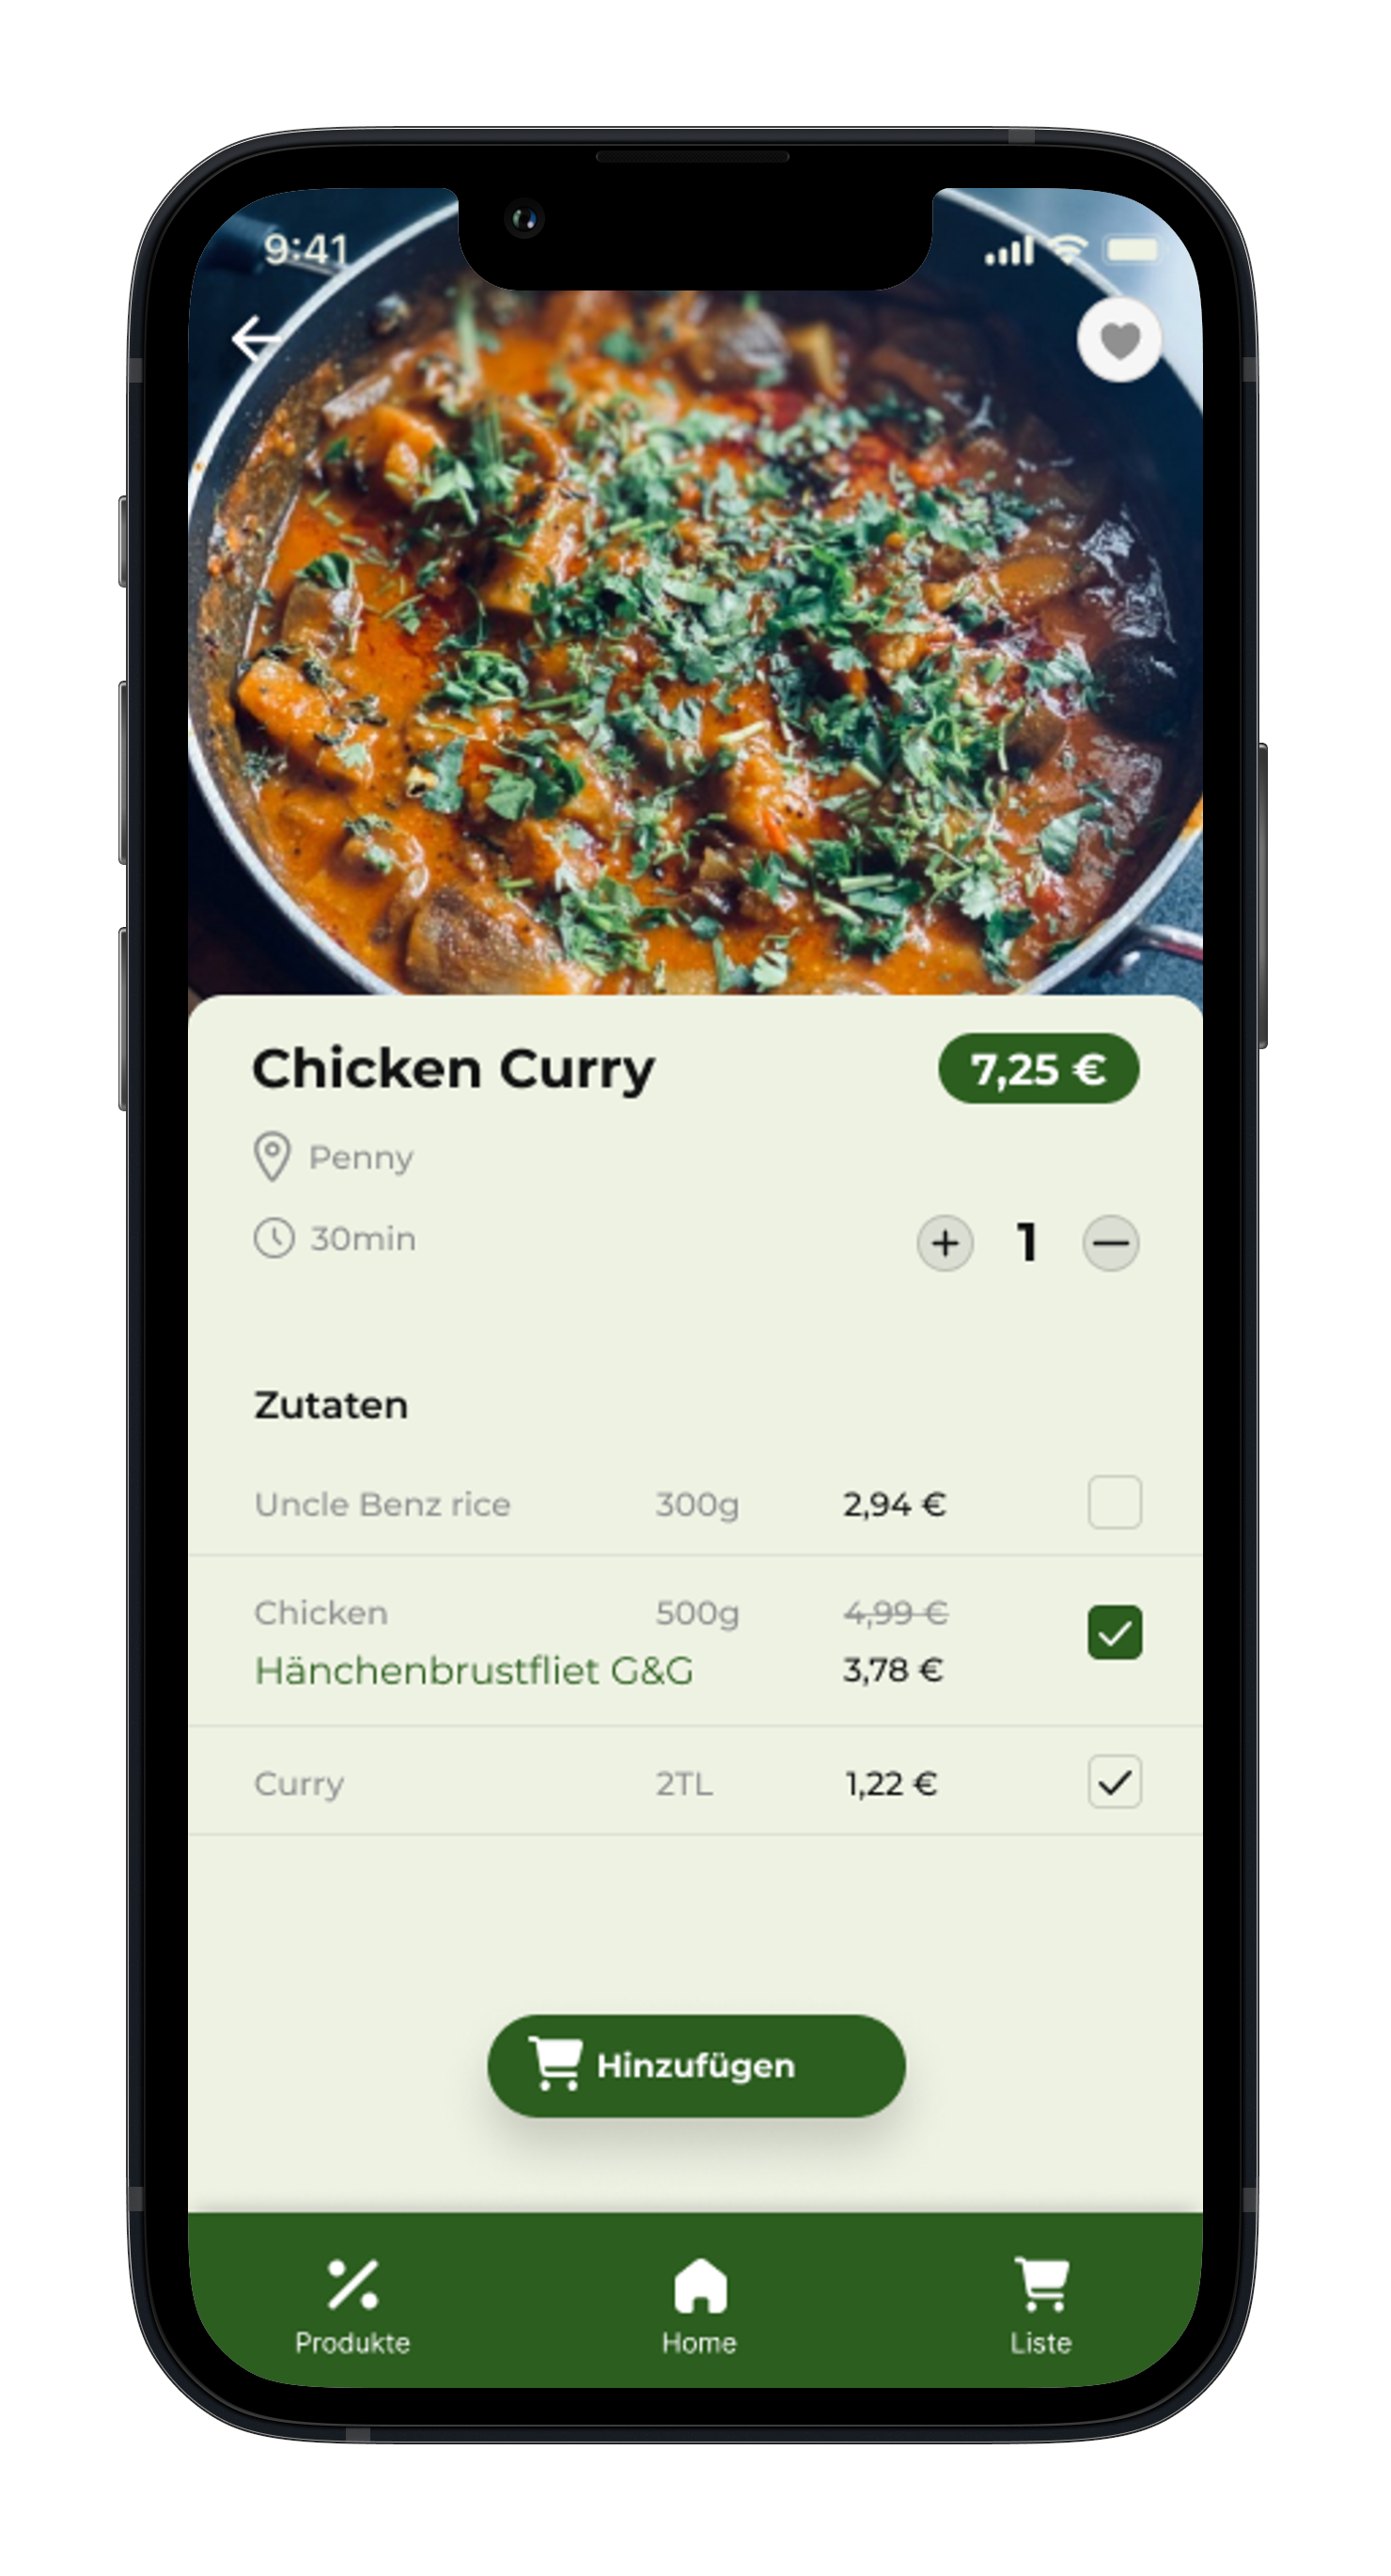 9:41
Chicken Curry 7,25 €
Penny
30min + 1 —
Zutaten
Uncle Benz rice 300g 2,94 €
Chicken 500g 4,99 €
Hänchenbrustfliet G&G 3,78 €
Curry 2TL 1,22 €
Hinzufügen
Produkte Home Liste